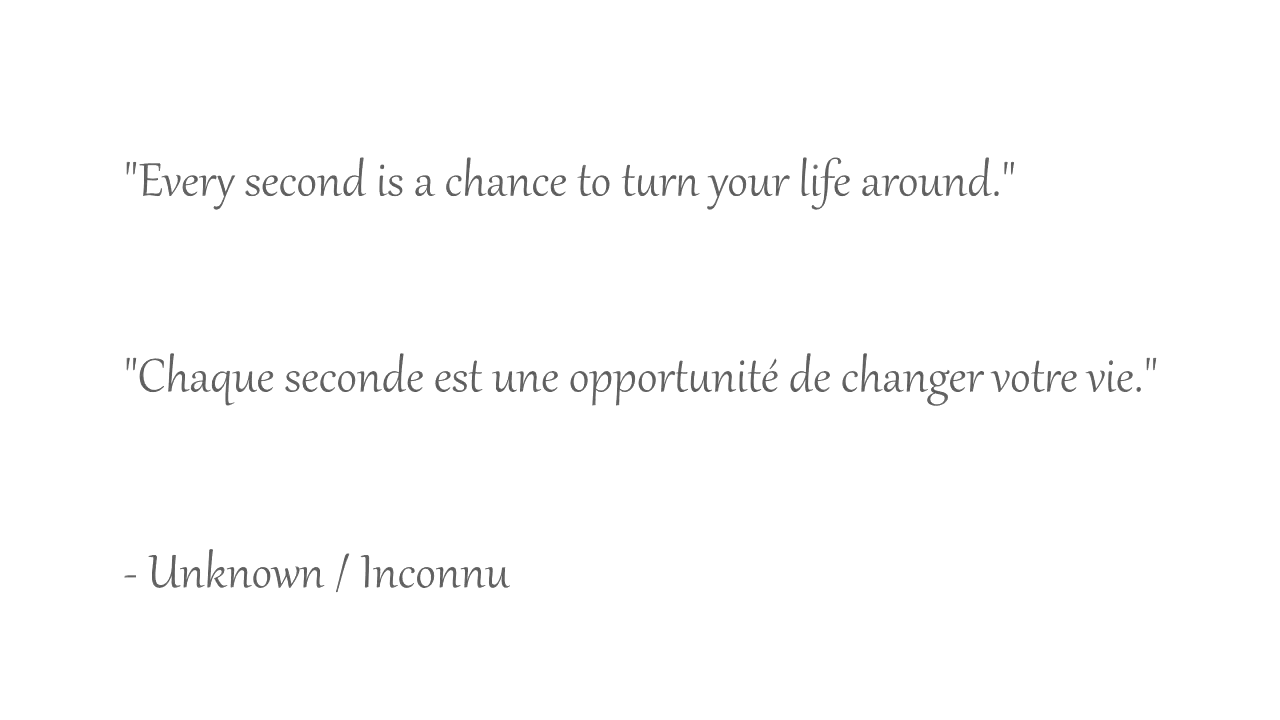 "Every second is a chance to turn your life around."
"Chaque seconde est une opportunité de changer votre vie."
- Unknown / Inconnu